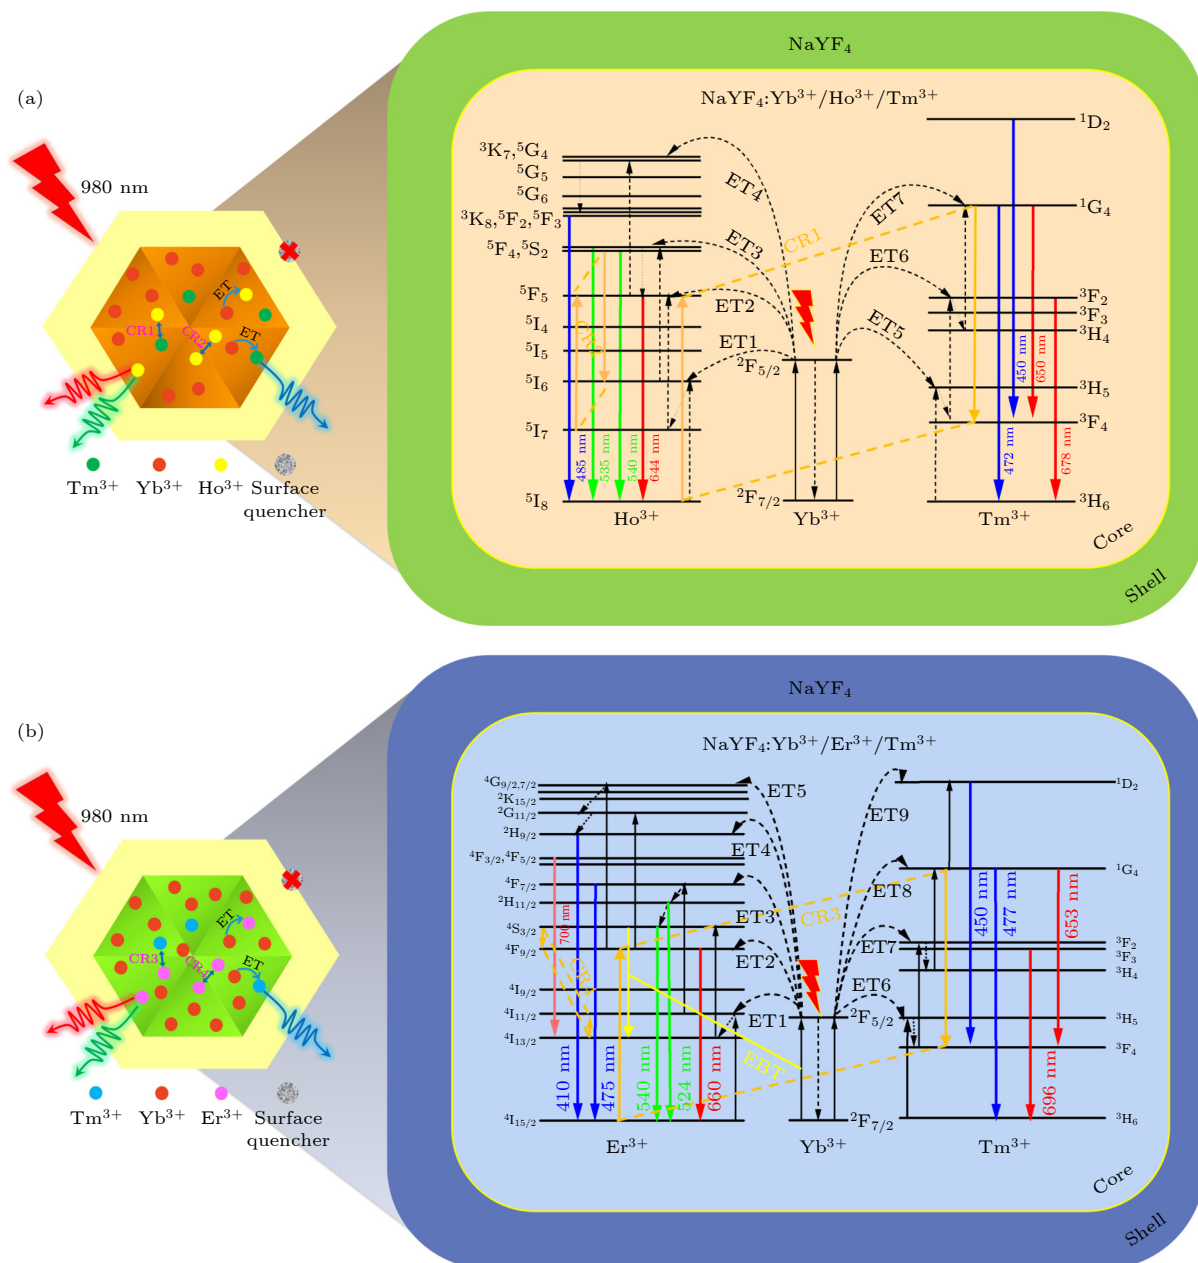 (a)
980 nm
ET
CR1
CR2
ET
Tm³⁺
Yb³⁺
Ho³⁺
Surface
quencher
NaYF₄
NaYF₄:Yb³⁺/Ho³⁺/Tm³⁺
³K₇,⁵G₄
⁵G₅
⁵G₆
³K₈,⁵F₂,⁵F₃
⁵F₄,⁵S₂
⁵F₅
⁵I₄
⁵I₅
⁵I₆
⁵I₇
⁵I₈
485 nm
535 nm
540 nm
644 nm
Ho³⁺
ET4
ET3
ET2
ET1
CR1
ET7
ET6
ET5
²F₅/₂
²F₇/₂
Yb³⁺
¹D₂
¹G₄
³F₂
³F₃
³H₄
³H₅
³F₄
³H₆
450 nm
650 nm
472 nm
678 nm
Tm³⁺
Core
Shell
(b)
980 nm
ET
CR3
CR4
ET
Tm³⁺
Yb³⁺
Er³⁺
Surface
quencher
NaYF₄
NaYF₄:Yb³⁺/Er³⁺/Tm³⁺
⁴G₉/₂,₇/₂
²K₁₅/₂
²G₁₁/₂
²H₉/₂
⁴F₃/₂,⁴F₅/₂
⁴F₇/₂
²H₁₁/₂
⁴S₃/₂
⁴F₉/₂
⁴I₉/₂
⁴I₁₁/₂
⁴I₁₃/₂
⁴I₁₅/₂
700 nm
410 nm
475 nm
540 nm
524 nm
660 nm
Er³⁺
ET5
ET4
ET3
ET2
ET1
EBT
CR3
ET9
ET8
ET7
ET6
²F₅/₂
²F₇/₂
Yb³⁺
¹D₂
¹G₄
³F₂
³F₃
³H₄
³H₅
³F₄
³H₆
450 nm
477 nm
653 nm
696 nm
Tm³⁺
Core
Shell